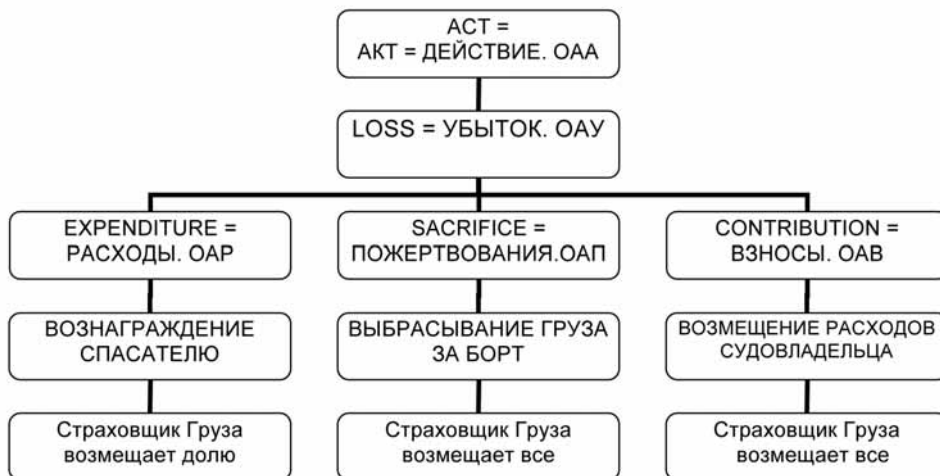 ACT =
АКТ = ДЕЙСТВИЕ. ОАА
LOSS = УБЫТОК. ОАУ
EXPENDITURE =
РАСХОДЫ. ОАР
SACRIFICE =
ПОЖЕРТВОВАНИЯ.ОАП
CONTRIBUTION =
ВЗНОСЫ. ОАВ
ВОЗНАГРАЖДЕНИЕ
СПАСАТЕЛЮ
ВЫБРАСЫВАНИЕ ГРУЗА
ЗА БОРТ
ВОЗМЕЩЕНИЕ РАСХОДОВ
СУДОВЛАДЕЛЬЦА
Страховщик Груза
возмещает долю
Страховщик Груза
возмещает все
Страховщик Груза
возмещает все